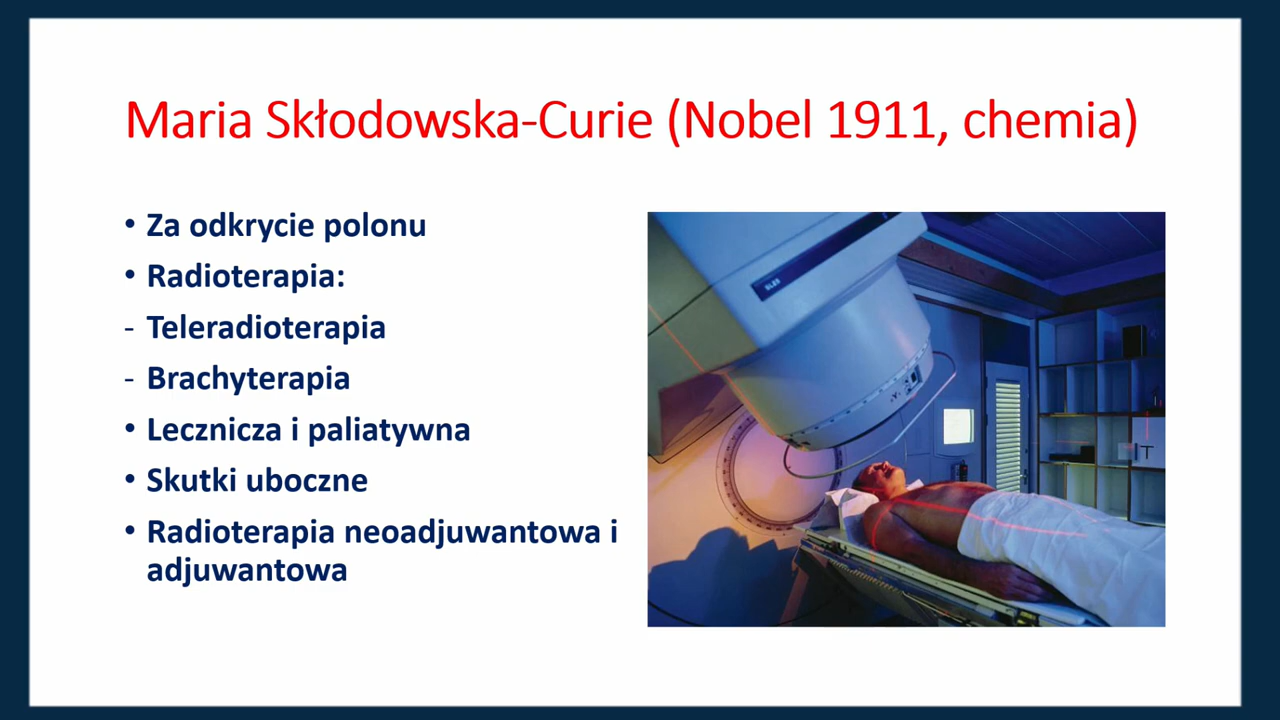 Maria Skłodowska-Curie (Nobel 1911, chemia)
• Za odkrycie polonu
• Radioterapia:
- Teleradioterapia
- Brachyterapia
• Lecznicza i paliatywna
• Skutki uboczne
• Radioterapia neoadjuwantowa i
adjuwantowa